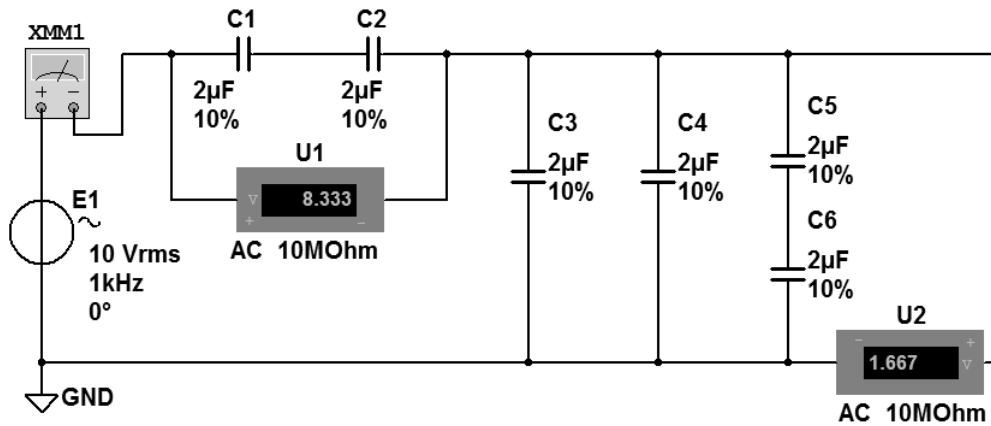 XMM1
+ −
C1
2µF
10%
C2
2µF
10%
U1
V
8.333
+ −
AC 10MOhm
E1
~
10 Vrms
1kHz
0°
C3
2µF
10%
C4
2µF
10%
C5
2µF
10%
C6
2µF
10%
U2
− +
1.667
V
AC 10MOhm
GND